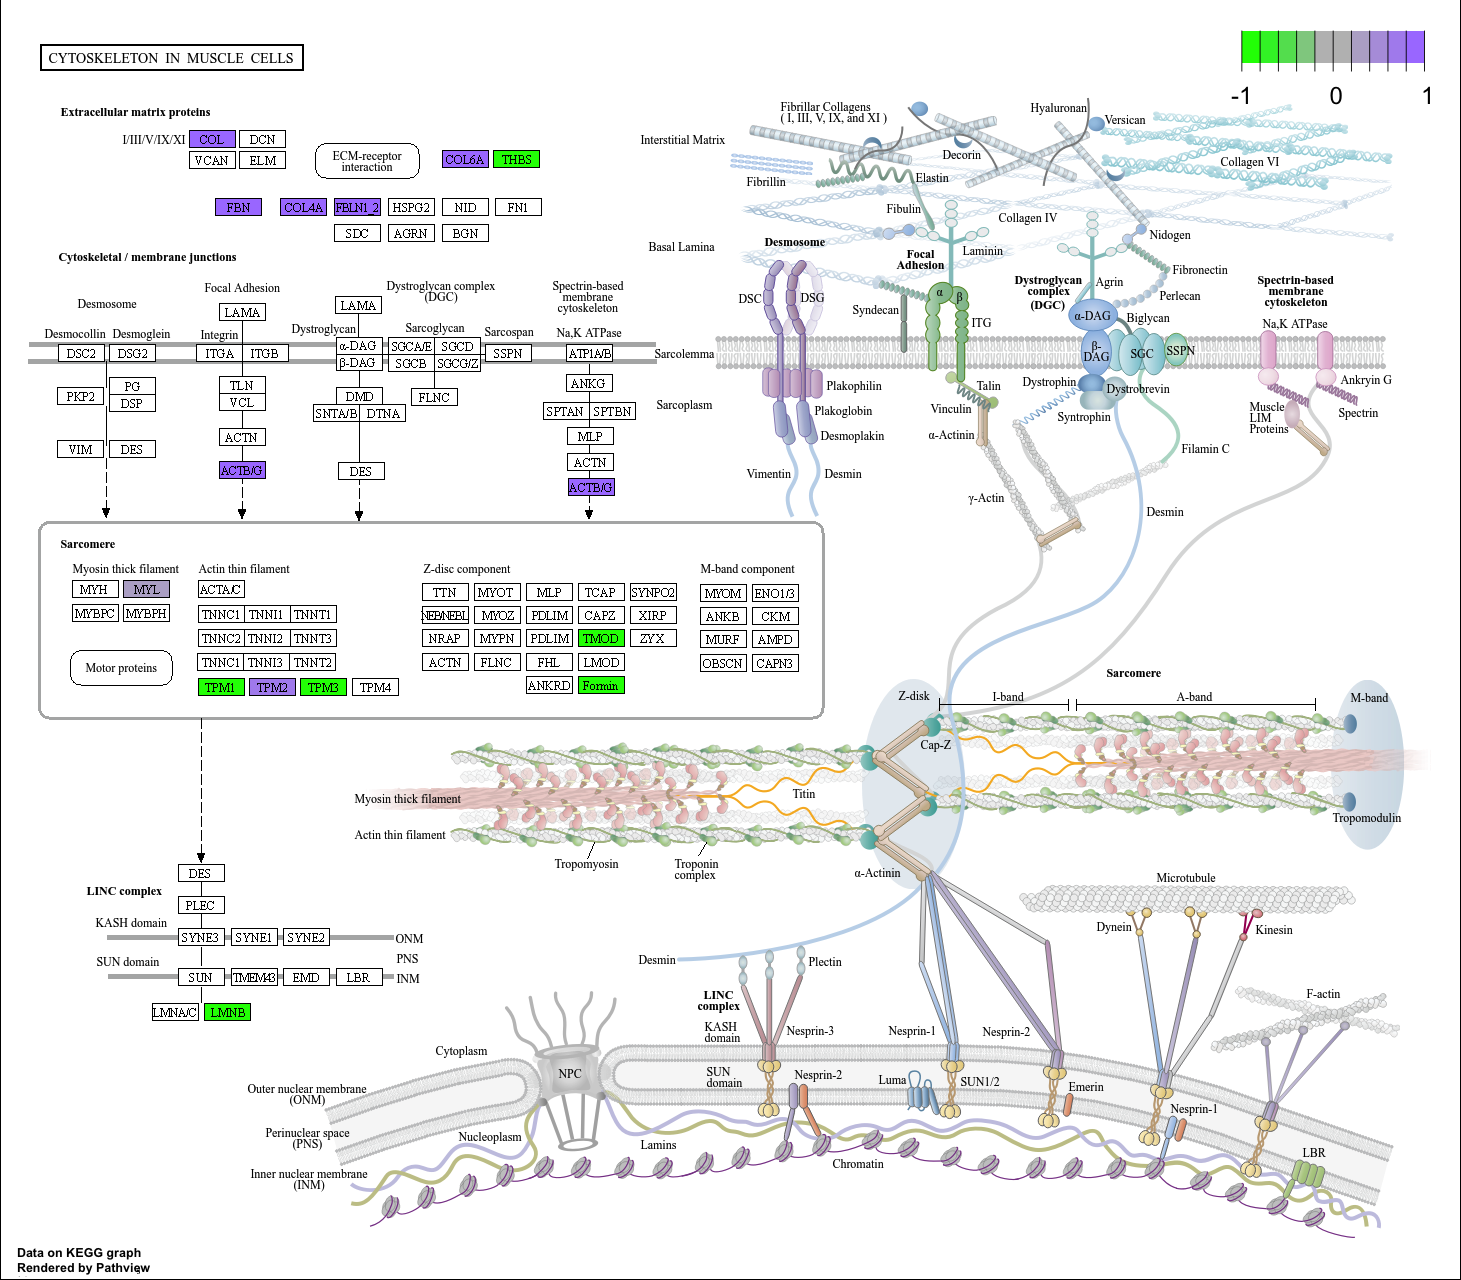 CYTOSKELETON IN MUSCLE CELLS
-1 0 1
Extracellular matrix proteins
I/III/V/IX/XI COL DCN
VCAN ELM
ECM-receptor
interaction
COL6A THBS
FBN COL4A FBLN1_2 HSPG2 NID FN1
SDC AGRN BGN
Cytoskeletal / membrane junctions
Desmosome
Desmocollin Desmoglein
DSC2 DSG2
PKP2 PG
DSP
VIM DES
Focal Adhesion
LAMA
Integrin
ITGA ITGB
TLN
VCL
ACTN
ACTB/G
Dystroglycan complex
(DGC)
LAMA
Dystroglycan Sarcoglycan Sarcospan
α-DAG SGCA/E SGCD SSPN
β-DAG SGCB SGCG/Z
DMD FLNC
SNTA/B DTNA
DES
Spectrin-based
membrane
cytoskeleton
Na,K ATPase
ATP1A/B
ANKG
SPTAN SPTBN
MLP
ACTN
ACTB/G
Sarcomere
Myosin thick filament
MYH MYL
MYBPC MYBPH
Motor proteins
Actin thin filament
ACTA/C
TNNC1 TNNI1 TNNT1
TNNC2 TNNI2 TNNT3
TNNC1 TNNI3 TNNT2
TPM1 TPM2 TPM3 TPM4
Z-disc component
TTN MYOT MLP TCAP SYNPO2
MYOZ PDLIM CAPZ XIRP
NRAP MYPN PDLIM TMOD ZYX
ACTN FLNC FHL LMOD
ANKRD Formin
M-band component
MYOM ENO1/3
ANKB CKM
MURF AMPD
OBSCN CAPN3
LINC complex
DES
PLEC
KASH domain
SYNE3 SYNE1 SYNE2 ONM
PNS
SUN domain
SUN TMEM43 EMD LBR INM
LMNA/C LMNB
Interstitial Matrix
Fibrillar Collagens
( I, III, V, IX, and XI )
Hyaluronan
Versican
Decorin
Collagen VI
Fibrillin
Elastin
Fibulin
Collagen IV
Basal Lamina
Desmosome
Focal
Adhesion
Laminin
Nidogen
Fibronectin
Perlecan
Dystroglycan
complex
(DGC)
Agrin
Biglycan
Spectrin-based
membrane
cytoskeleton
Na,K ATPase
DSC DSG
Syndecan
α β
ITG
α-DAG
β-
DAG
SGC
SSPN
Sarcolemma
Sarcoplasm
Plakophilin
Plakoglobin
Desmoplakin
Vimentin Desmin
Talin
Vinculin
α-Actinin
γ-Actin
Dystrophin
Dystrobrevin
Syntrophin
Filamin C
Desmin
Ankryin G
Spectrin
Muscle
LIM
Proteins
Sarcomere
Z-disk I-band A-band M-band
Cap-Z
Titin
Myosin thick filament
Actin thin filament
Tropomyosin
Troponin
complex
α-Actinin
Tropomodulin
Microtubule
Dynein Kinesin
Desmin
Plectin
LINC
complex
KASH
domain
Nesprin-3 Nesprin-1 Nesprin-2
F-actin
SUN
domain
Nesprin-2
Luma
SUN1/2
Emerin
Nesprin-1
LBR
Cytoplasm
NPC
Outer nuclear membrane
(ONM)
Perinuclear space
(PNS)
Inner nuclear membrane
(INM)
Nucleoplasm
Lamins
Chromatin
Data on KEGG graph
Rendered by Pathview